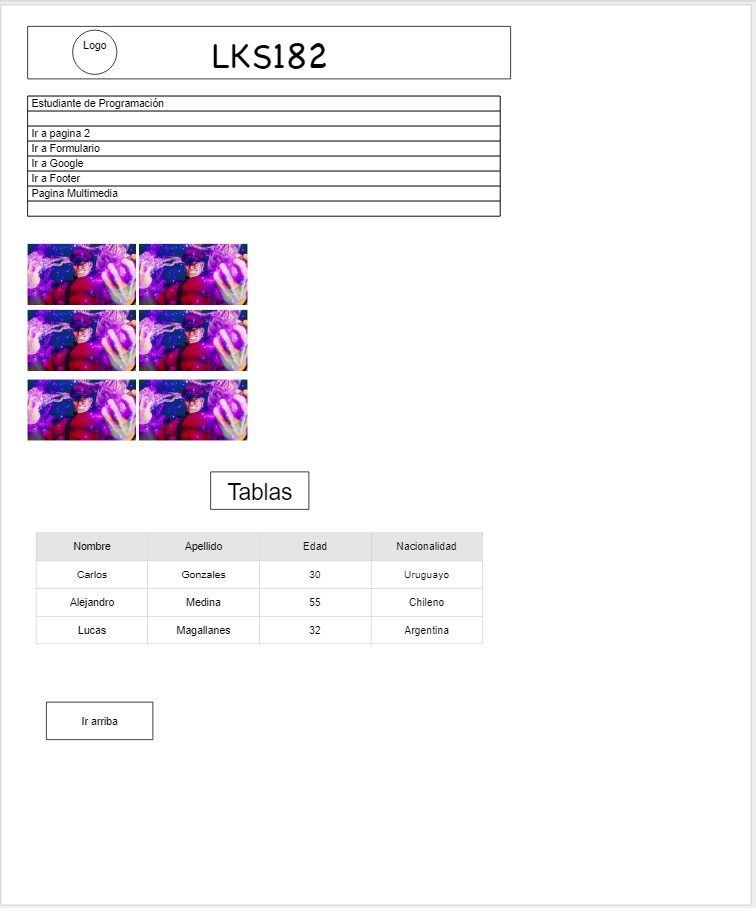 Logo
LKS182
Estudiante de Programación
Ir a pagina 2
Ir a Formulario
Ir a Google
Ir a Footer
Pagina Multimedia
Tablas
Nombre Apellido Edad Nacionalidad
Carlos Gonzales 30 Uruguayo
Alejandro Medina 55 Chileno
Lucas Magallanes 32 Argentina
Ir arriba